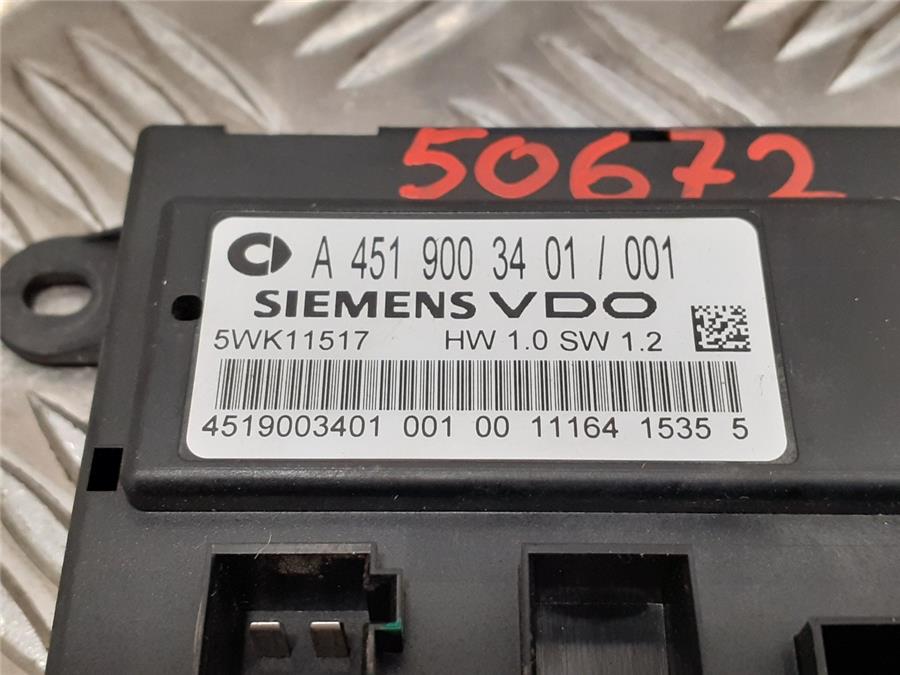 50672
A 451 900 34 01 / 001
SIEMENS VDO
5WK11517 HW 1.0 SW 1.2
4519003401 001 00 11164 1535 5